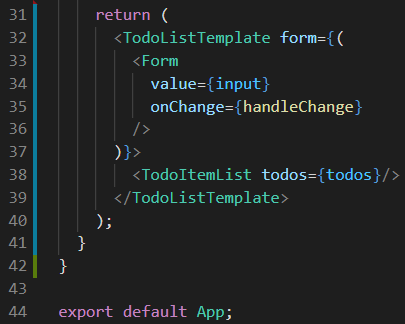 31 return (
32 <TodoListTemplate form={(
33 <Form
34 value={input}
35 onChange={handleChange}
36 />
37 )}>
38 <TodoItemList todos={todos}/>
39 </TodoListTemplate>
40 );
41 }
42 }
43
44 export default App;